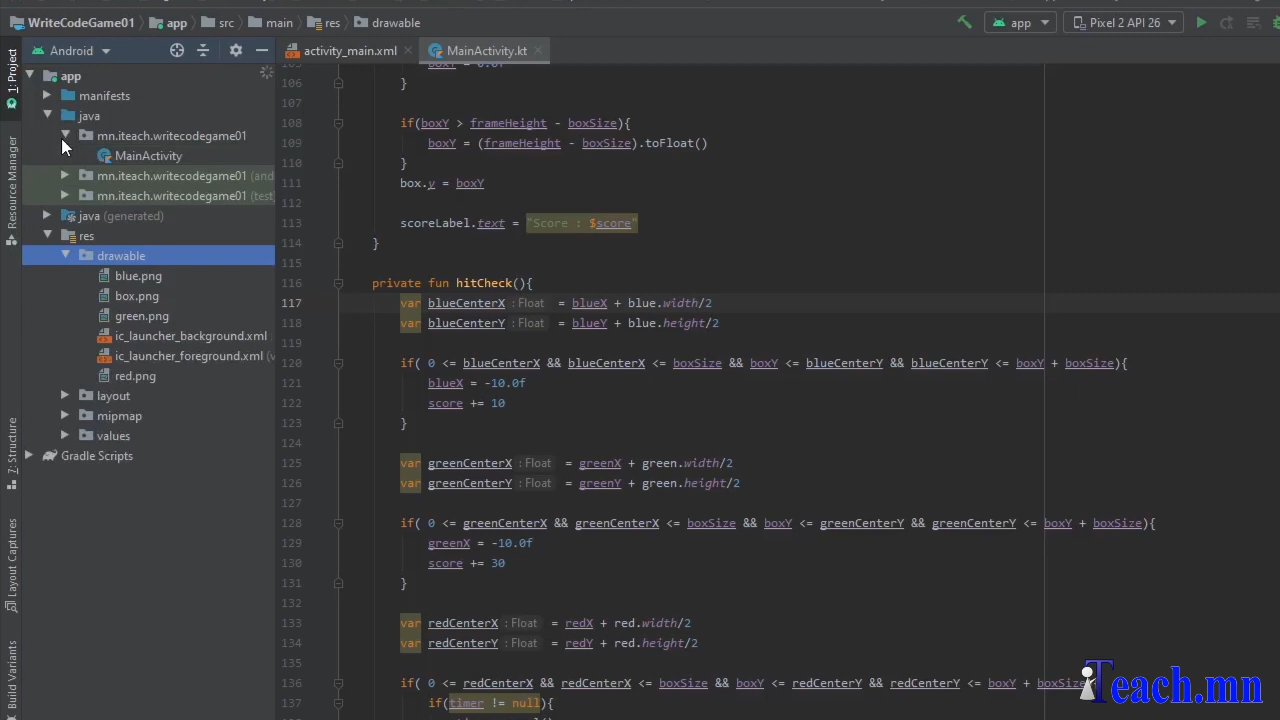 WriteCodeGame01 app src main res drawable app Pixel 2 API 26
Android activity_main.xml MainActivity.kt
1: Project
Resource Manager
7: Structure
Layout Captures
Build Variants
app
manifests
java
mn.iteach.writecodegame01
MainActivity
mn.iteach.writecodegame01 (and
mn.iteach.writecodegame01 (test
java (generated)
res
drawable
blue.png
box.png
green.png
ic_launcher_background.xml
ic_launcher_foreground.xml (v
red.png
layout
mipmap
values
Gradle Scripts
106 }
107
108 if(boxY > frameHeight - boxSize){
109 boxY = (frameHeight - boxSize).toFloat()
110 }
111 box.y = boxY
112
113 scoreLabel.text = "Score : $score"
114 }
115
116 private fun hitCheck(){
117 var blueCenterX :Float = blueX + blue.width/2
118 var blueCenterY :Float = blueY + blue.height/2
119
120 if( 0 <= blueCenterX && blueCenterX <= boxSize && boxY <= blueCenterY && blueCenterY <= boxY + boxSize){
121 blueX = -10.0f
122 score += 10
123 }
124
125 var greenCenterX :Float = greenX + green.width/2
126 var greenCenterY :Float = greenY + green.height/2
127
128 if( 0 <= greenCenterX && greenCenterX <= boxSize && boxY <= greenCenterY && greenCenterY <= boxY + boxSize){
129 greenX = -10.0f
130 score += 30
131 }
132
133 var redCenterX :Float = redX + red.width/2
134 var redCenterY :Float = redY + red.height/2
135
136 if( 0 <= redCenterX && redCenterX <= boxSize && boxY <= redCenterY && redCenterY <= boxY + boxSize
137 if(timer != null){
iTeach.mn